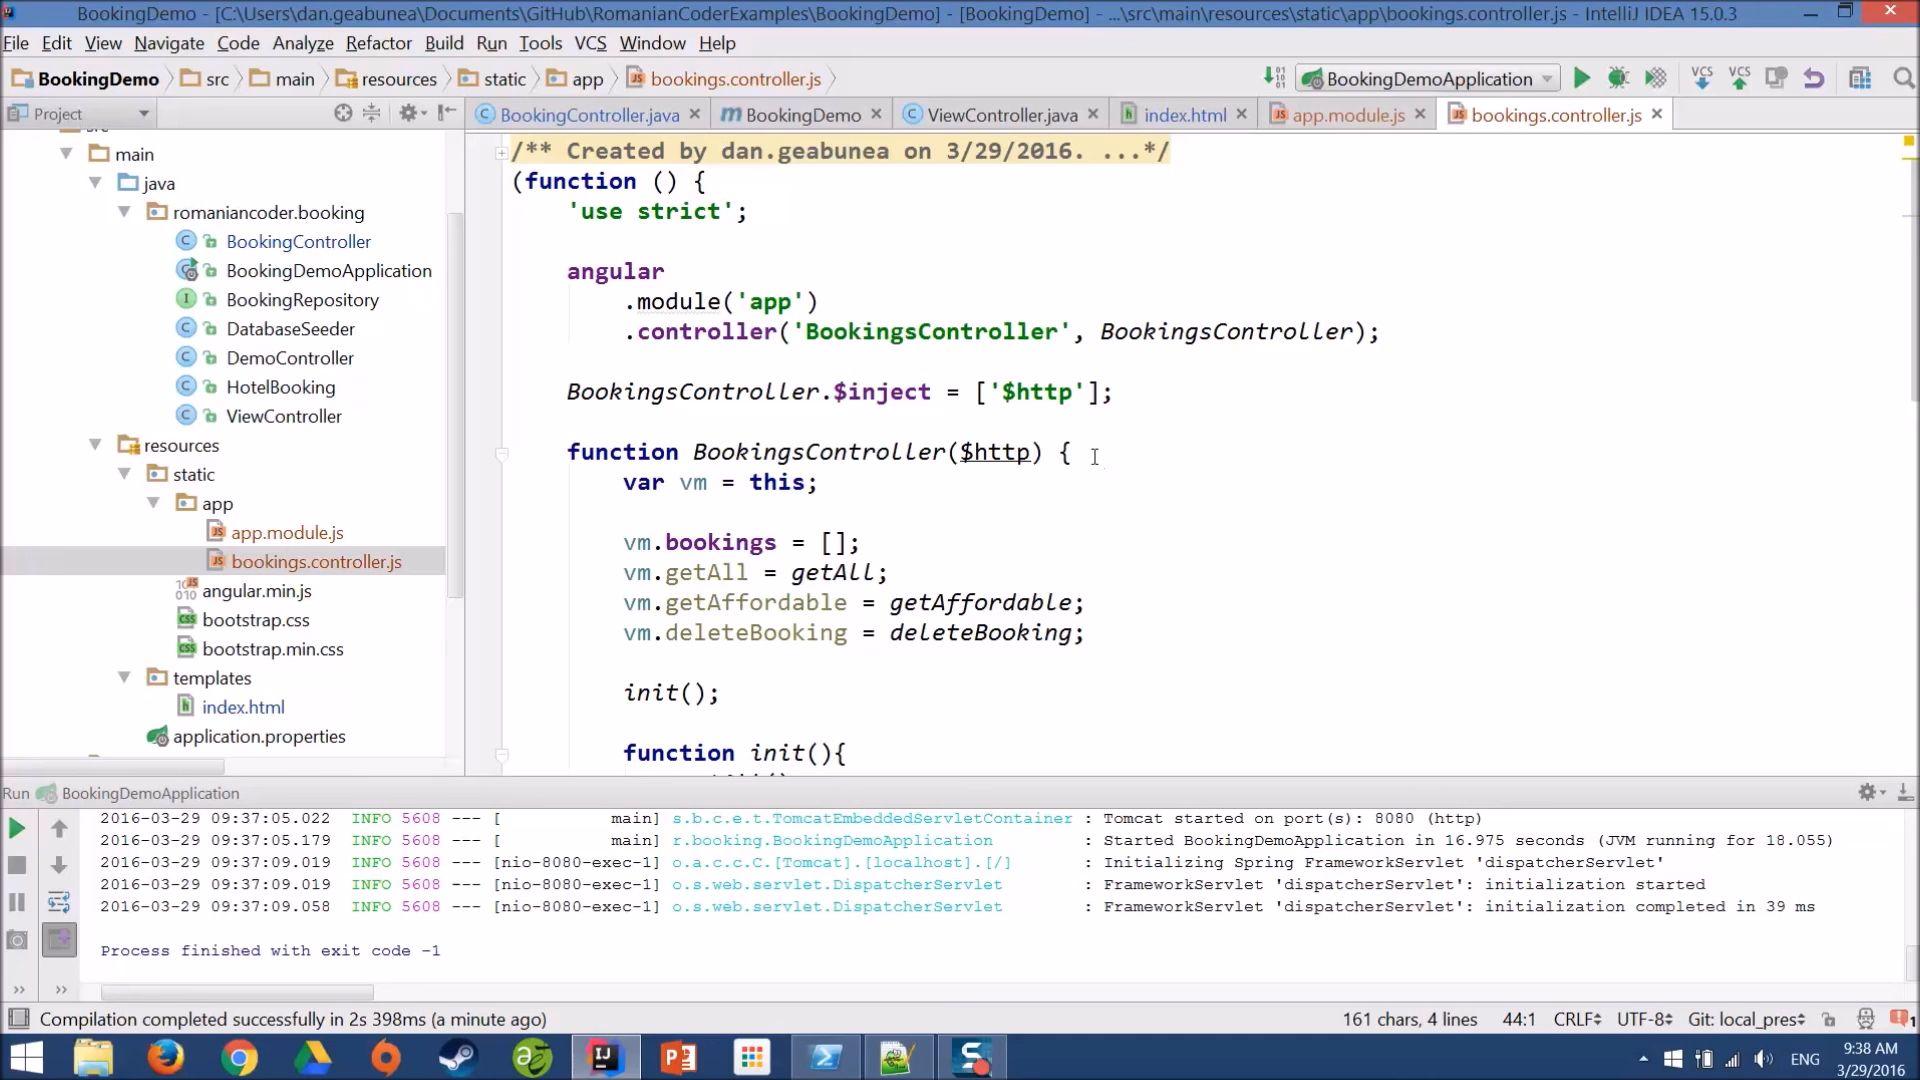 BookingDemo - [C:\Users\dan.geabunea\Documents\GitHub\RomanianCoderExamples\BookingDemo] - [BookingDemo] - ...\src\main\resources\static\app\bookings.controller.js - IntelliJ IDEA 15.0.3
File Edit View Navigate Code Analyze Refactor Build Run Tools VCS Window Help
BookingDemo src main resources static app bookings.controller.js BookingDemoApplication VCS VCS
Project BookingController.java BookingDemo ViewController.java index.html app.module.js bookings.controller.js
main
java
romaniancoder.booking
BookingController
BookingDemoApplication
BookingRepository
DatabaseSeeder
DemoController
HotelBooking
ViewController
resources
static
app
app.module.js
bookings.controller.js
angular.min.js
bootstrap.css
bootstrap.min.css
templates
index.html
application.properties
/** Created by dan.geabunea on 3/29/2016. ...*/
(function () {
'use strict';
angular
.module('app')
.controller('BookingsController', BookingsController);
BookingsController.$inject = ['$http'];
function BookingsController($http) {
var vm = this;
vm.bookings = [];
vm.getAll = getAll;
vm.getAffordable = getAffordable;
vm.deleteBooking = deleteBooking;
init();
function init(){
Run BookingDemoApplication
2016-03-29 09:37:05.022 INFO 5608 --- [ main] s.b.c.e.t.TomcatEmbeddedServletContainer : Tomcat started on port(s): 8080 (http)
2016-03-29 09:37:05.179 INFO 5608 --- [ main] r.booking.BookingDemoApplication : Started BookingDemoApplication in 16.975 seconds (JVM running for 18.055)
2016-03-29 09:37:09.019 INFO 5608 --- [nio-8080-exec-1] o.a.c.c.C.[Tomcat].[localhost].[/] : Initializing Spring FrameworkServlet 'dispatcherServlet'
2016-03-29 09:37:09.019 INFO 5608 --- [nio-8080-exec-1] o.s.web.servlet.DispatcherServlet : FrameworkServlet 'dispatcherServlet': initialization started
2016-03-29 09:37:09.058 INFO 5608 --- [nio-8080-exec-1] o.s.web.servlet.DispatcherServlet : FrameworkServlet 'dispatcherServlet': initialization completed in 39 ms
Process finished with exit code -1
Compilation completed successfully in 2s 398ms (a minute ago) 161 chars, 4 lines 44:1 CRLF UTF-8 Git: local_pres
ENG 9:38 AM
3/29/2016